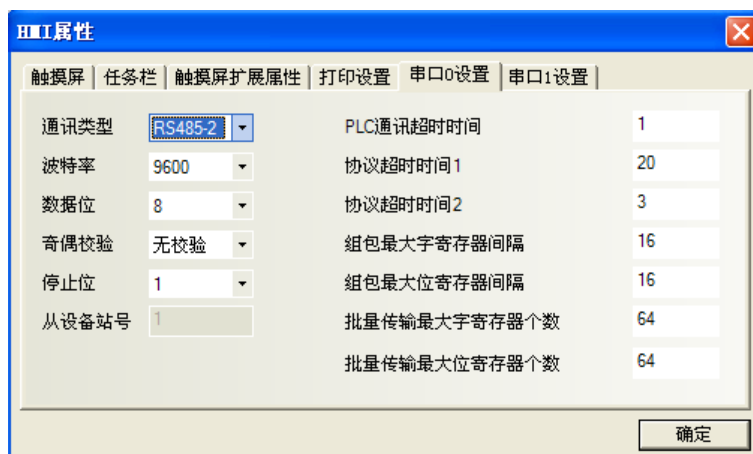 HMI属性
触摸屏 任务栏 触摸屏扩展属性 打印设置 串口0设置 串口1设置
通讯类型 RS485-2 PLC通讯超时时间 1
波特率 9600 协议超时时间1 20
数据位 8 协议超时时间2 3
奇偶校验 无校验 组包最大字寄存器间隔 16
停止位 1 组包最大位寄存器间隔 16
从设备站号 1 批量传输最大字寄存器个数 64
批量传输最大位寄存器个数 64
确定